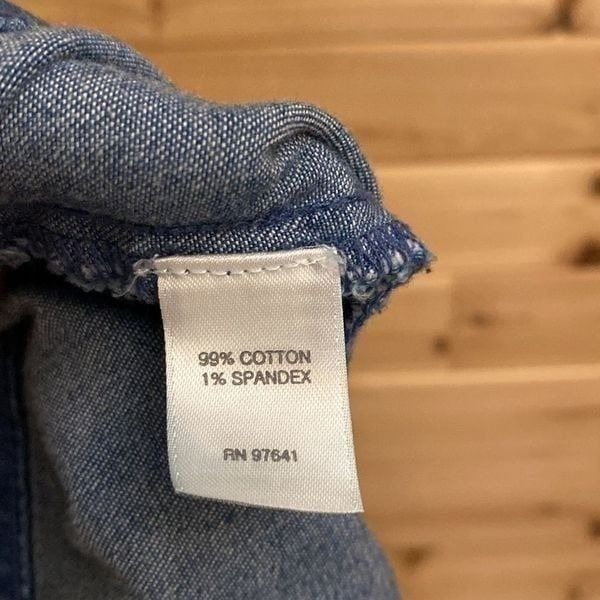 99% COTTON
1% SPANDEX
RN 97641